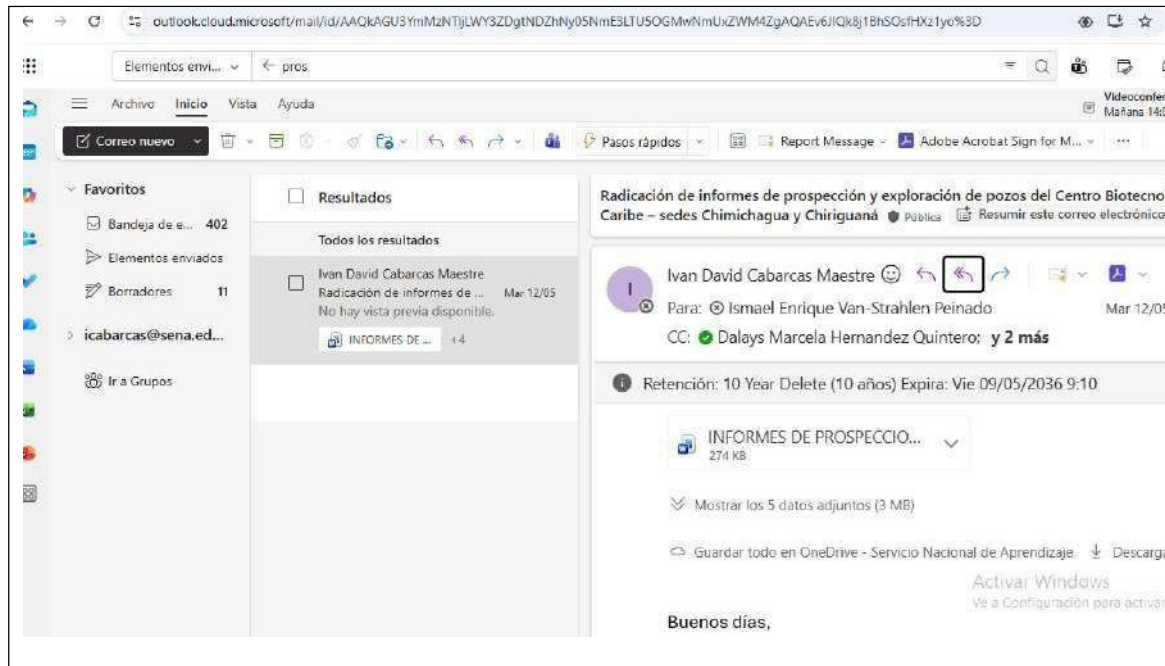 outlook.cloud.microsoft/mail/id/
Elementos envi... pros
Archivo Inicio Vista Ayuda
Videoconfer
Mañana 14:0
Correo nuevo Pasos rápidos Report Message Adobe Acrobat Sign for M... ...
Favoritos
Bandeja de e... 402
Elementos enviados
Borradores 11
icabarcas@sena.ed...
Ir a Grupos
Resultados
Todos los resultados
Ivan David Cabarcas Maestre
Radicación de informes de ... Mar 12/05
No hay vista previa disponible.
INFORMES DE ... +4
Radicación de informes de prospección y exploración de pozos del Centro Biotecno
Caribe – sedes Chimichagua y Chiriguaná Pública Resumir este correo electrónico
I Ivan David Cabarcas Maestre
Para: Ismael Enrique Van-Strahlen Peinado Mar 12/05
CC: Dalays Marcela Hernandez Quintero; y 2 más
Retención: 10 Year Delete (10 años) Expira: Vie 09/05/2036 9:10
INFORMES DE PROSPECCIO...
274 KB
Mostrar los 5 datos adjuntos (3 MB)
Guardar todo en OneDrive - Servicio Nacional de Aprendizaje Descarga
Activar Windows
Ve a Configuración para activar
Buenos días,